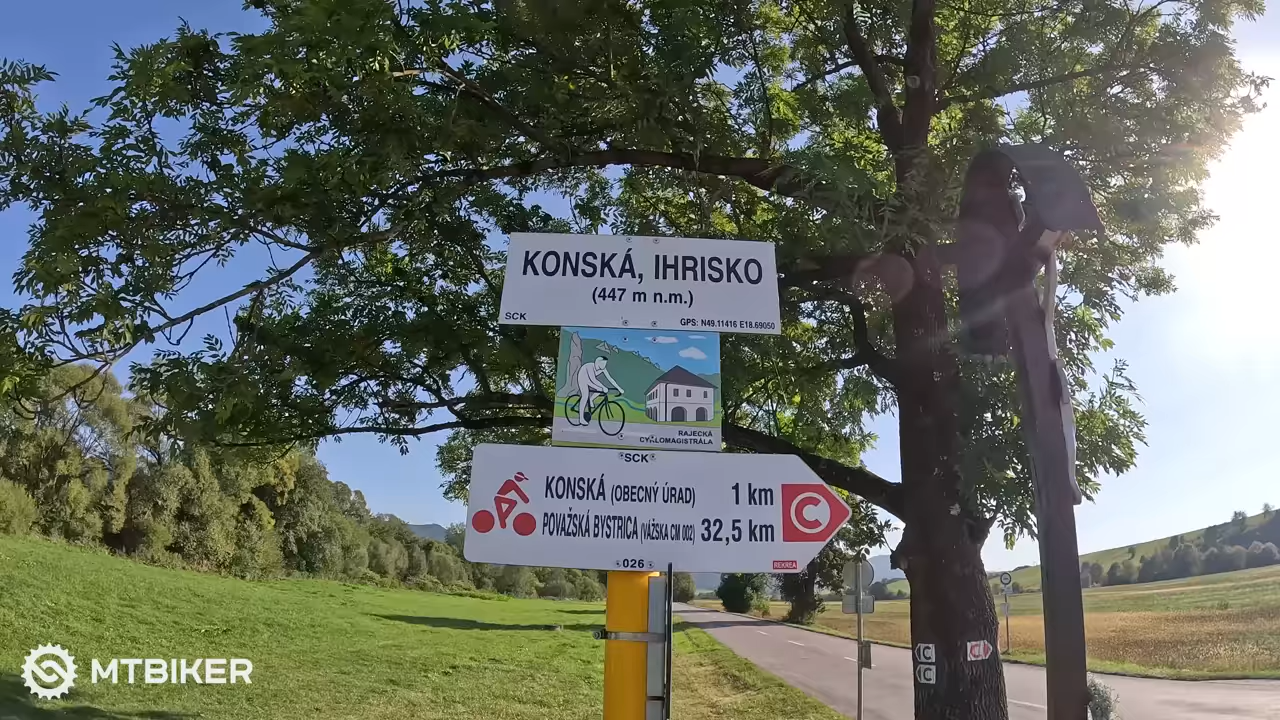 KONSKÁ, IHRISKO
(447 m n.m.)
SCK GPS: N49.11416 E18.69050
RAJECKÁ
CYKLOMAGISTRÁLA
SCK
KONSKÁ (OBECNÝ ÚRAD) 1 km
POVAŽSKÁ BYSTRICA (VÁŽSKA CM 002) 32,5 km
C
026
REKREA
C
C
C
MTBIKER